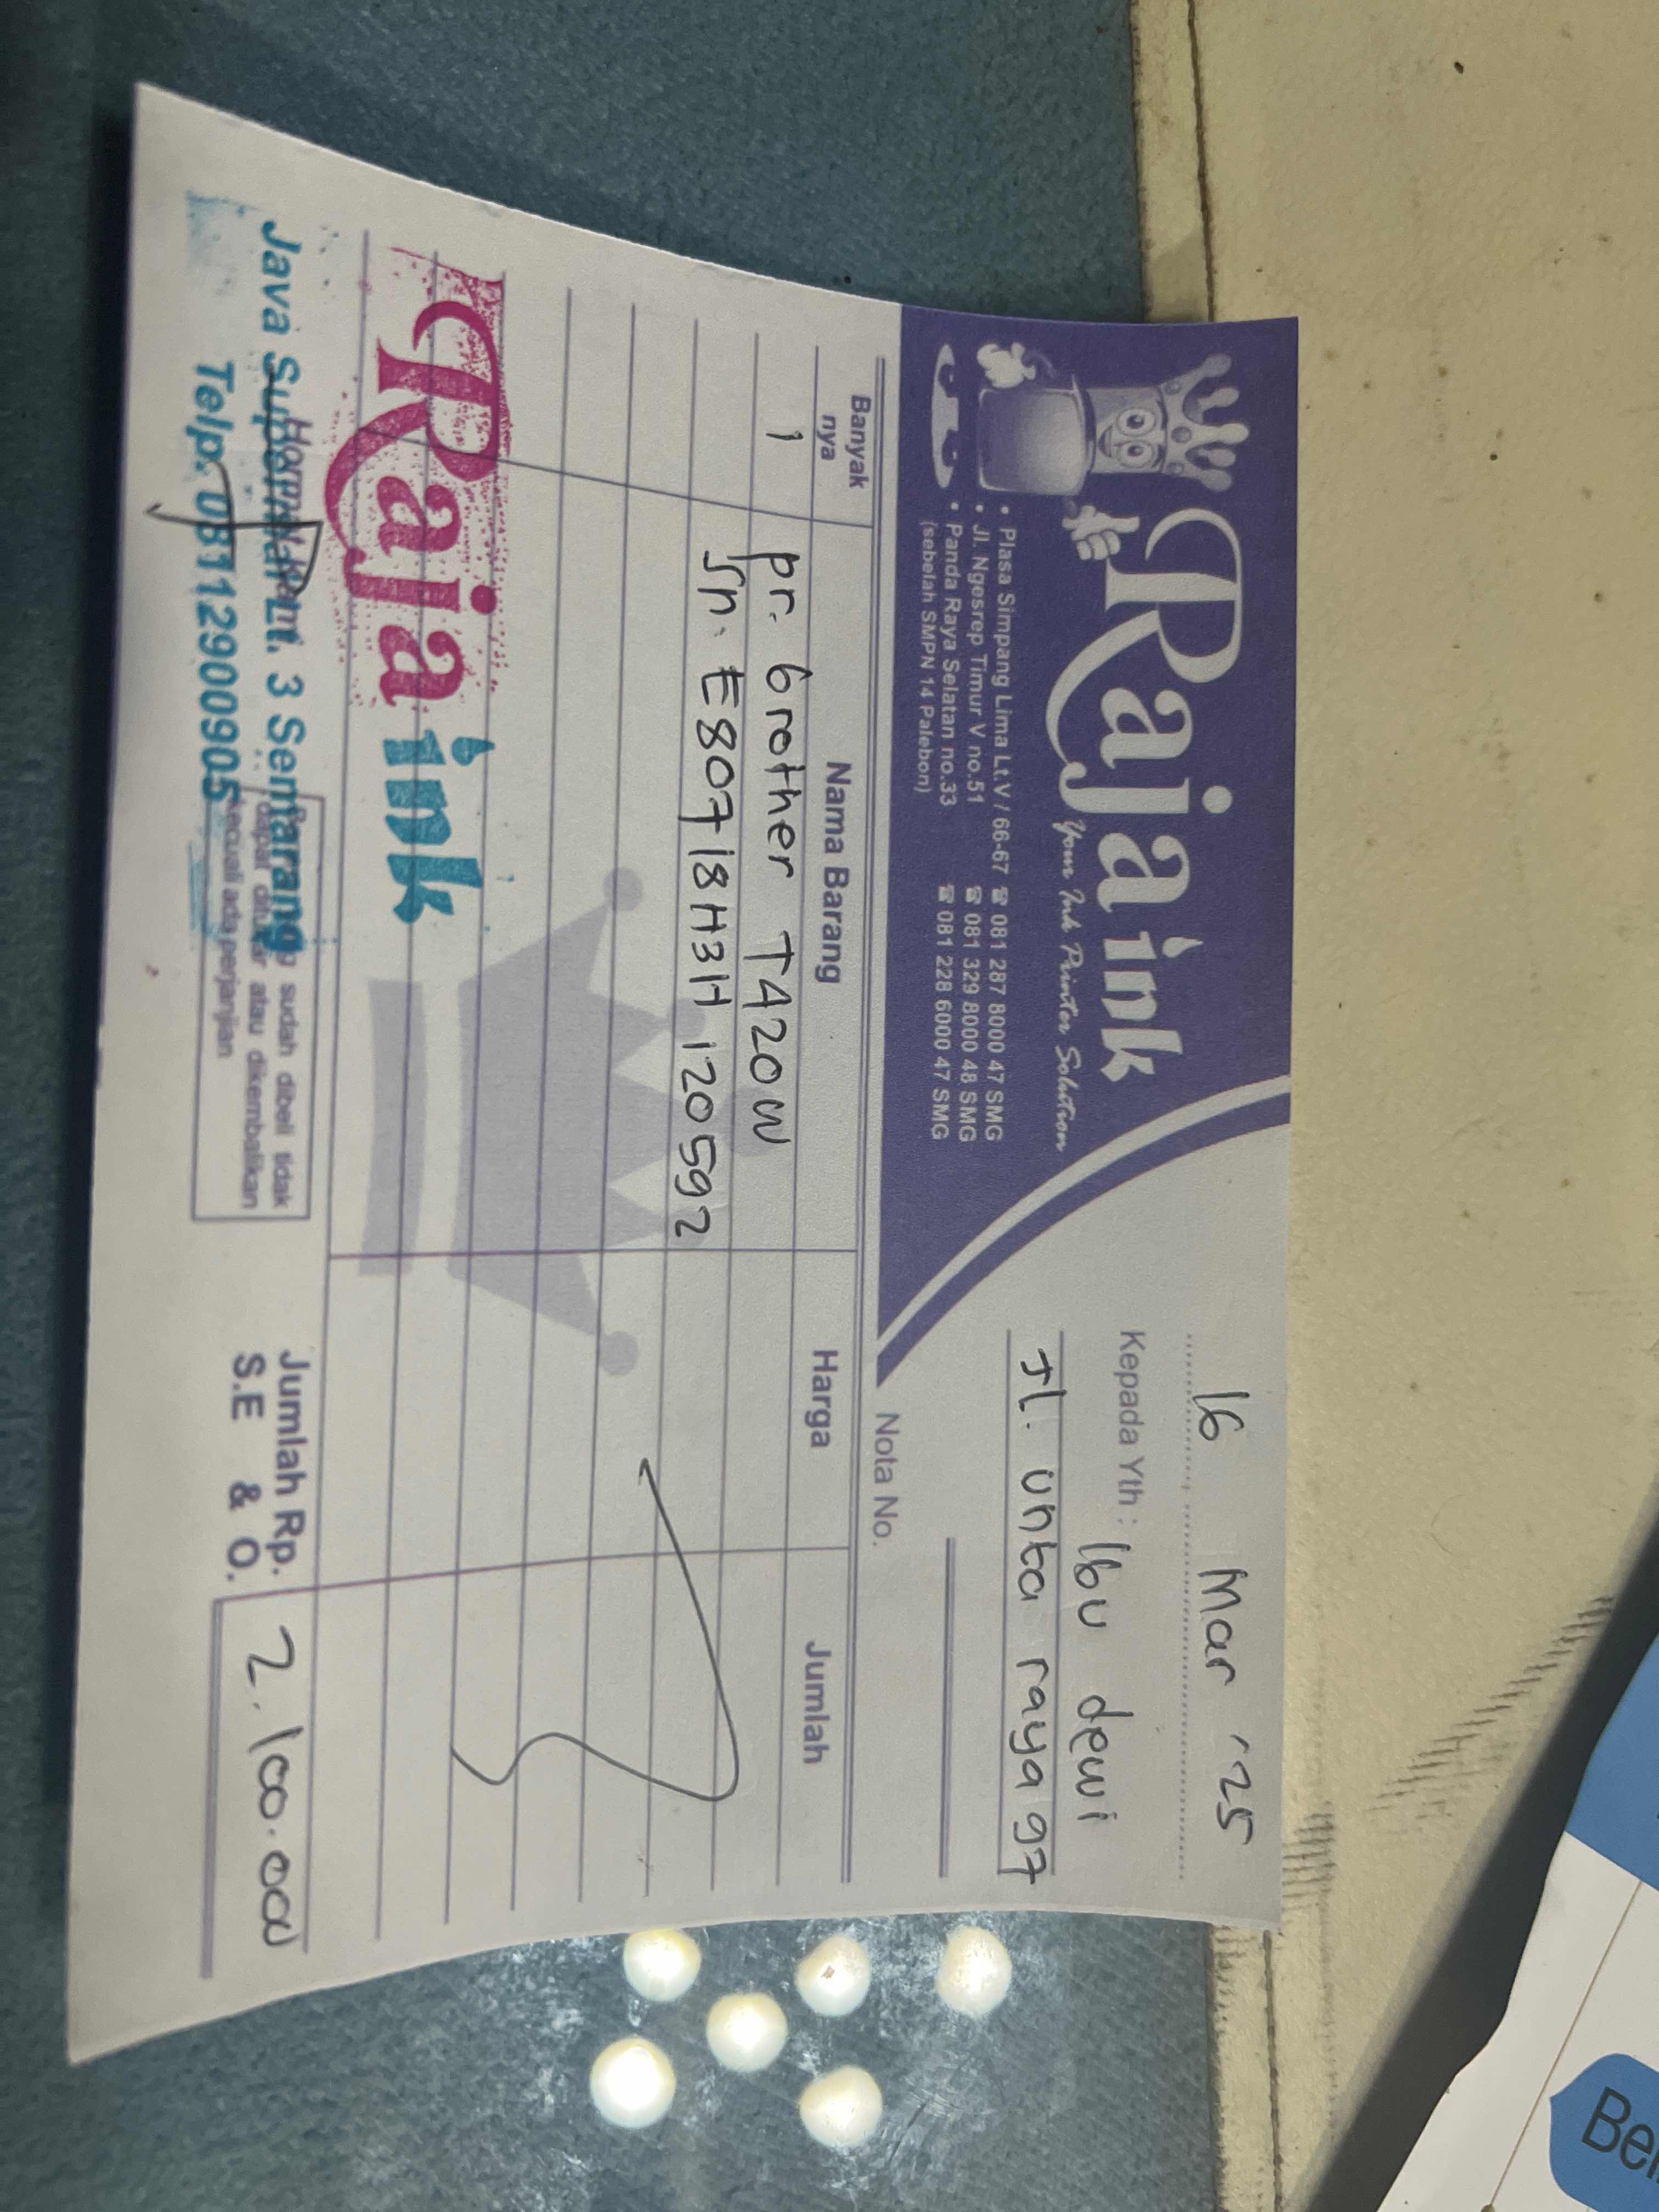 Raja ink
Your Ink Printer Solution
• Plasa Simpang Lima Lt.V / 66-67 ☎ 081 287 8000 47 SMG
• Jl. Ngesrep Timur V no.51 ☎ 081 329 8000 48 SMG
• Panda Raya Selatan no.33 ☎ 081 228 6000 47 SMG
(sebelah SMPN 14 Palebon)
16 Mar '25
Kepada Yth : Ibu dewi
Jl. unta raya 97
Nota No.
Banyak nya Nama Barang Harga Jumlah
1 pr. brother T420W
Sn. E80718H3H120592
Raja ink
Java Supermall Lt. 3 Semarang
Telp. 08112900905
Hormat kami
sudah dibeli tidak
dapat ditukar atau dikembalikan
kecuali ada perjanjian
Jumlah Rp. 2.100.000
S.E & O.